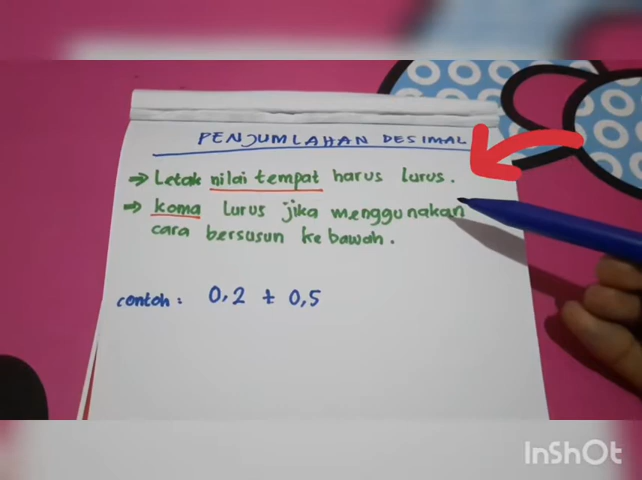 PENJUMLAHAN DESIMAL
→ Letak nilai tempat harus lurus.
→ koma lurus jika menggunakan
cara bersusun kebawah.
contoh : 0,2 + 0,5
InShOt